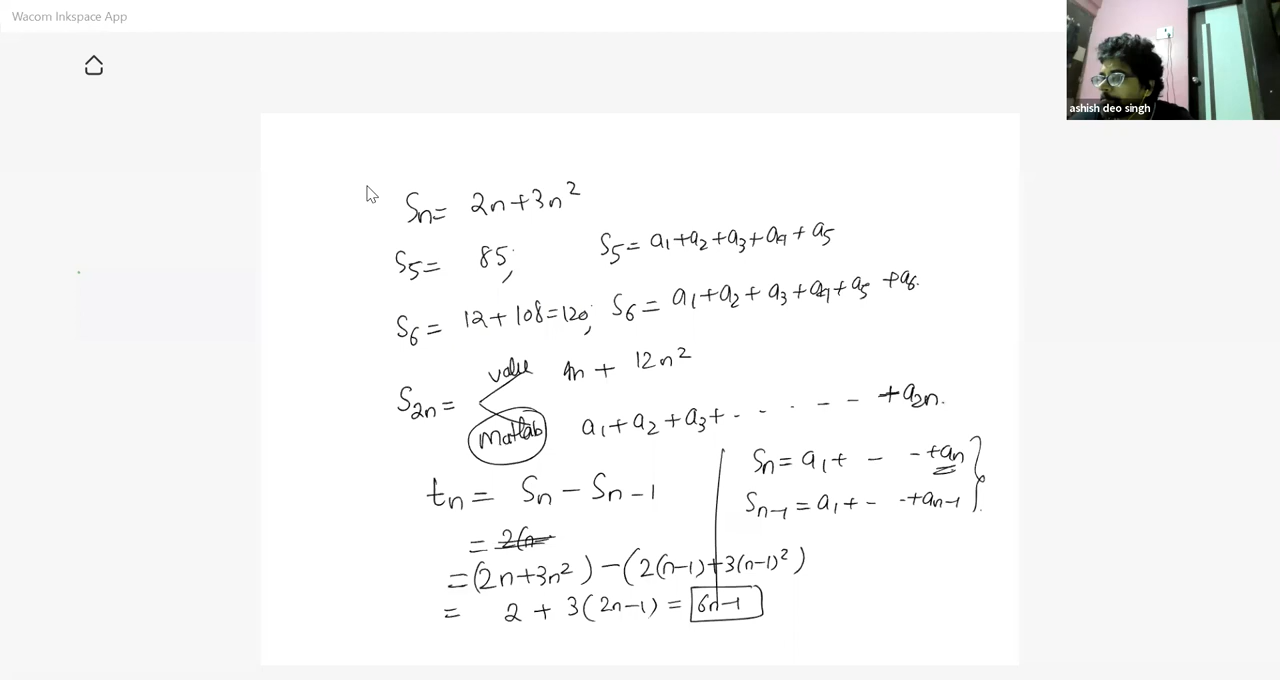 Wacom Inkspace App
ashish deo singh
Sn= 2n+3n²
S5= 85; S5= a1+a2+a3+a4+a5
S6= 12+108=120; S6= a1+a2+a3+a4+a5+a6.
value 4n + 12n²
S2n=
Matlab a1+a2+a3+- - - - - +a2n.
Sn=a1+ - -+an
tn= Sn-Sn-1
Sn-1=a1+- -+an-1
= 2(n
=(2n+3n²)-(2(n-1)+3(n-1)²)
= 2+3(2n-1)= 6n-1